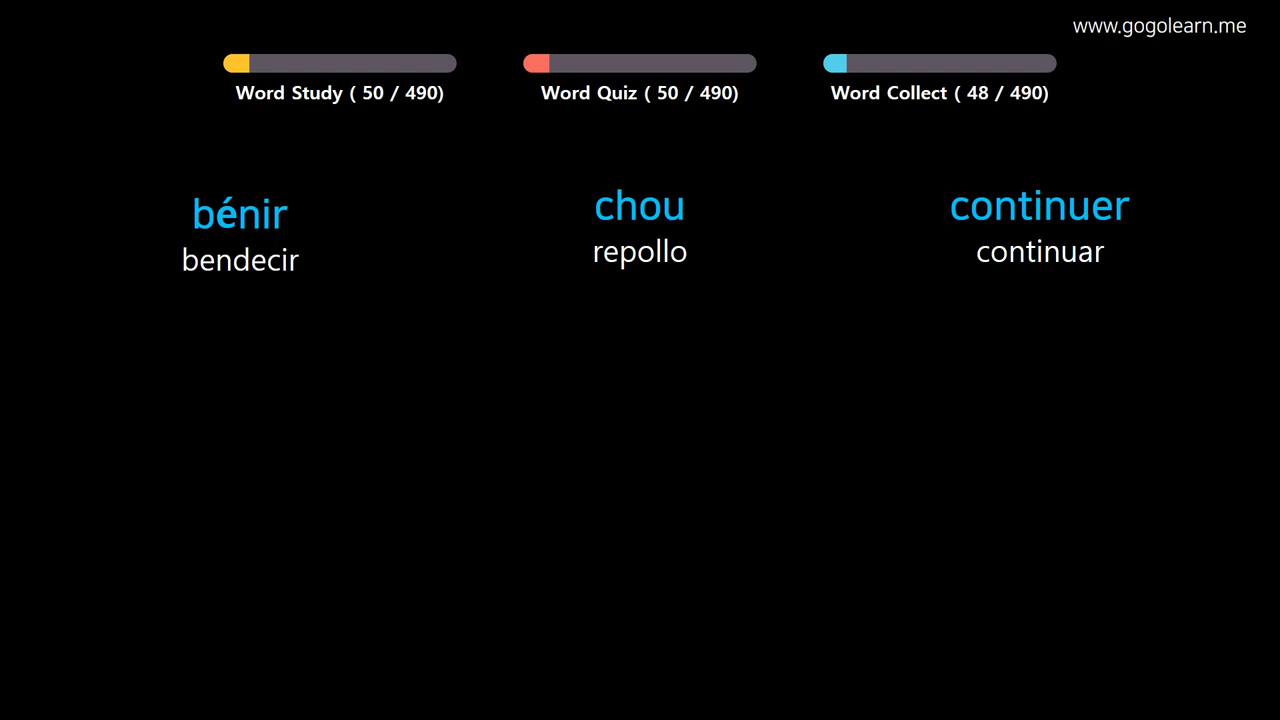 www.gogolearn.me
Word Study ( 50 / 490)
Word Quiz ( 50 / 490)
Word Collect ( 48 / 490)
bénir
bendecir
chou
repollo
continuer
continuar